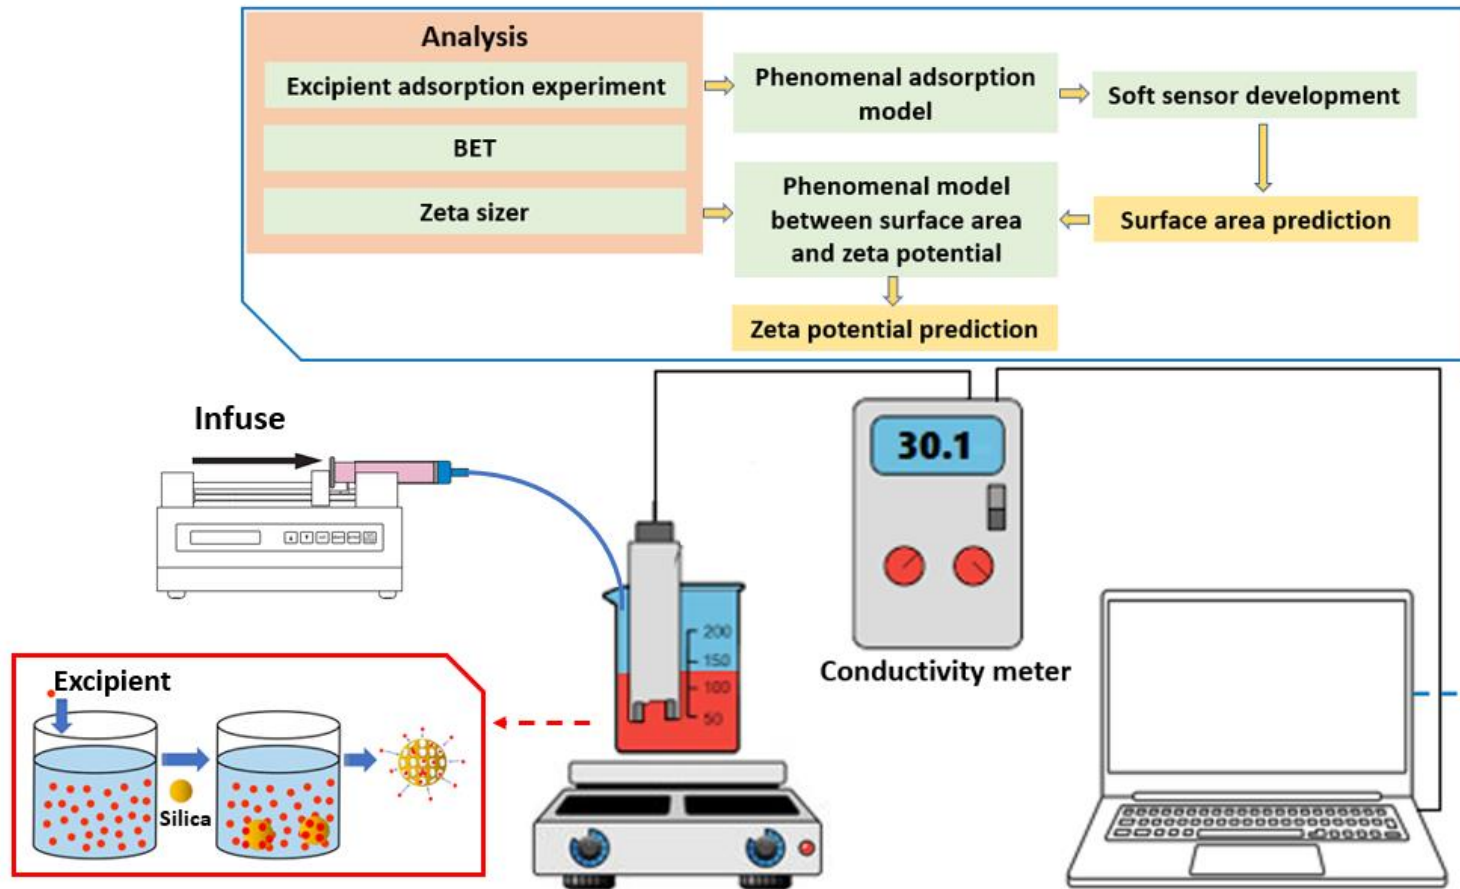 Analysis
Excipient adsorption experiment
BET
Zeta sizer
Phenomenal adsorption
model
Soft sensor development
Phenomenal model
between surface area
and zeta potential
Surface area prediction
Zeta potential prediction
Infuse
30.1
200
150
100
50
Conductivity meter
Excipient
Silica